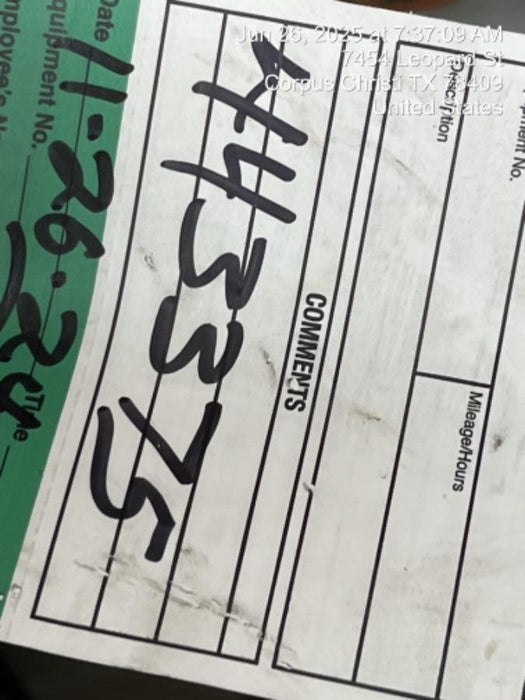 Jun 26, 2025 at 7:37:09 AM
7454 Leopard St
Corpus Christi TX 78409
United States
Description
Mileage/Hours
COMMENTS
443375
Date 11-26-24
Equipment No.
Title